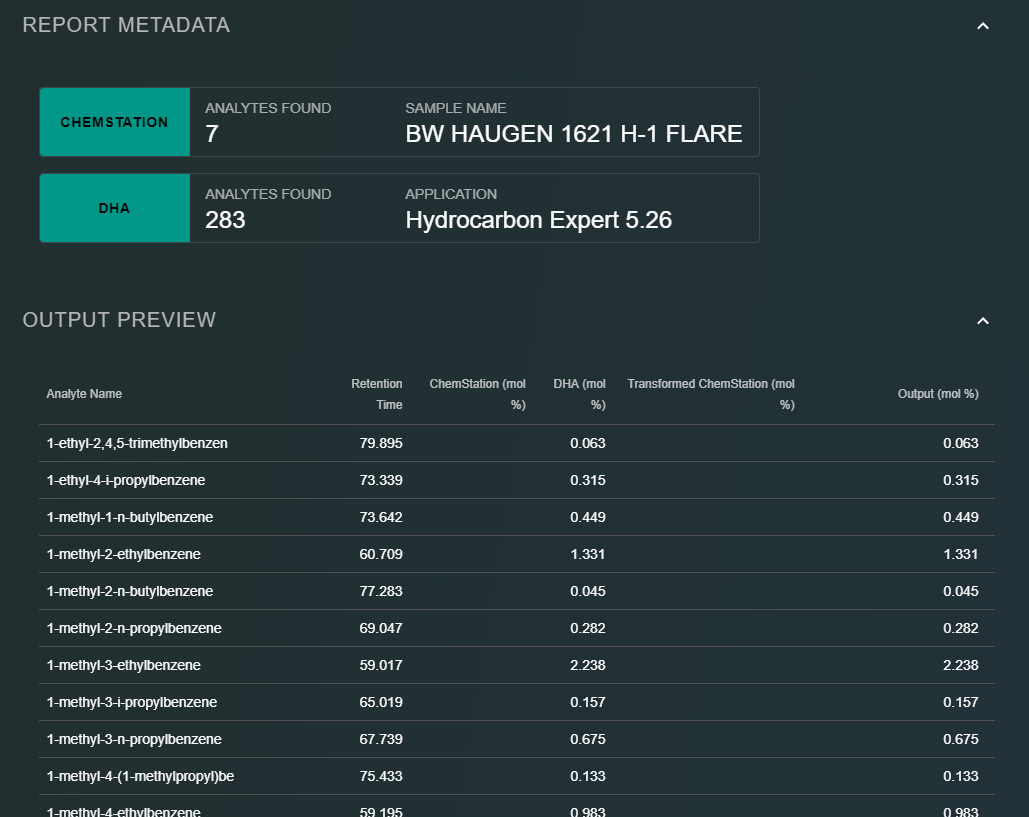 REPORT METADATA
CHEMSTATION
ANALYTES FOUND
7
SAMPLE NAME
BW HAUGEN 1621 H-1 FLARE
DHA
ANALYTES FOUND
283
APPLICATION
Hydrocarbon Expert 5.26
OUTPUT PREVIEW
Analyte Name Retention Time ChemStation (mol %) DHA (mol %) Transformed ChemStation (mol %) Output (mol %)
1-ethyl-2,4,5-trimethylbenzen 79.895 0.063 0.063
1-ethyl-4-i-propylbenzene 73.339 0.315 0.315
1-methyl-1-n-butylbenzene 73.642 0.449 0.449
1-methyl-2-ethylbenzene 60.709 1.331 1.331
1-methyl-2-n-butylbenzene 77.283 0.045 0.045
1-methyl-2-n-propylbenzene 69.047 0.282 0.282
1-methyl-3-ethylbenzene 59.017 2.238 2.238
1-methyl-3-i-propylbenzene 65.019 0.157 0.157
1-methyl-3-n-propylbenzene 67.739 0.675 0.675
1-methyl-4-(1-methylpropyl)be 75.433 0.133 0.133
1-methyl-4-ethylbenzene 59.195 0.983 0.983